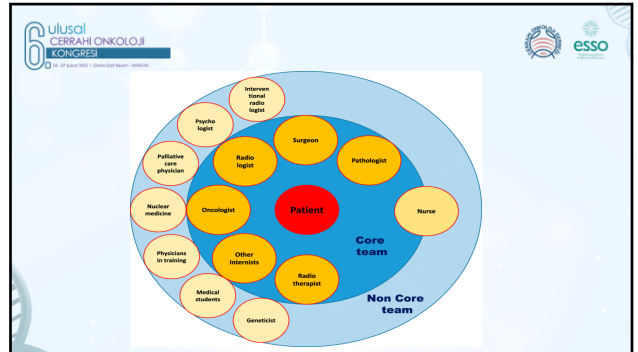 6.
ulusal
CERRAHİ ONKOLOJİ
KONGRESİ
esso
Interven
tional
radio
logist
Psycho
logist
Surgeon
Palliative
care
physician
Radio
logist
Pathologist
Nuclear
medicine
Oncologist
Patient
Nurse
Core
team
Physicians
in training
Other
Internists
Radio
therapist
Medical
students
Non Core
team
Geneticist